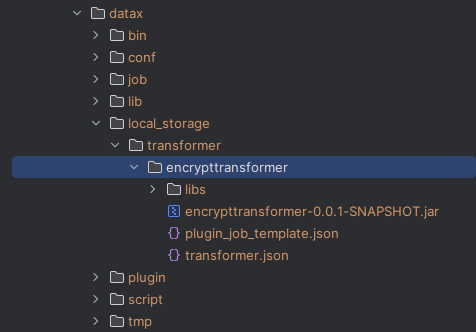 datax
bin
conf
job
lib
local_storage
transformer
encrypttransformer
libs
encrypttransformer-0.0.1-SNAPSHOT.jar
plugin_job_template.json
transformer.json
plugin
script
tmp